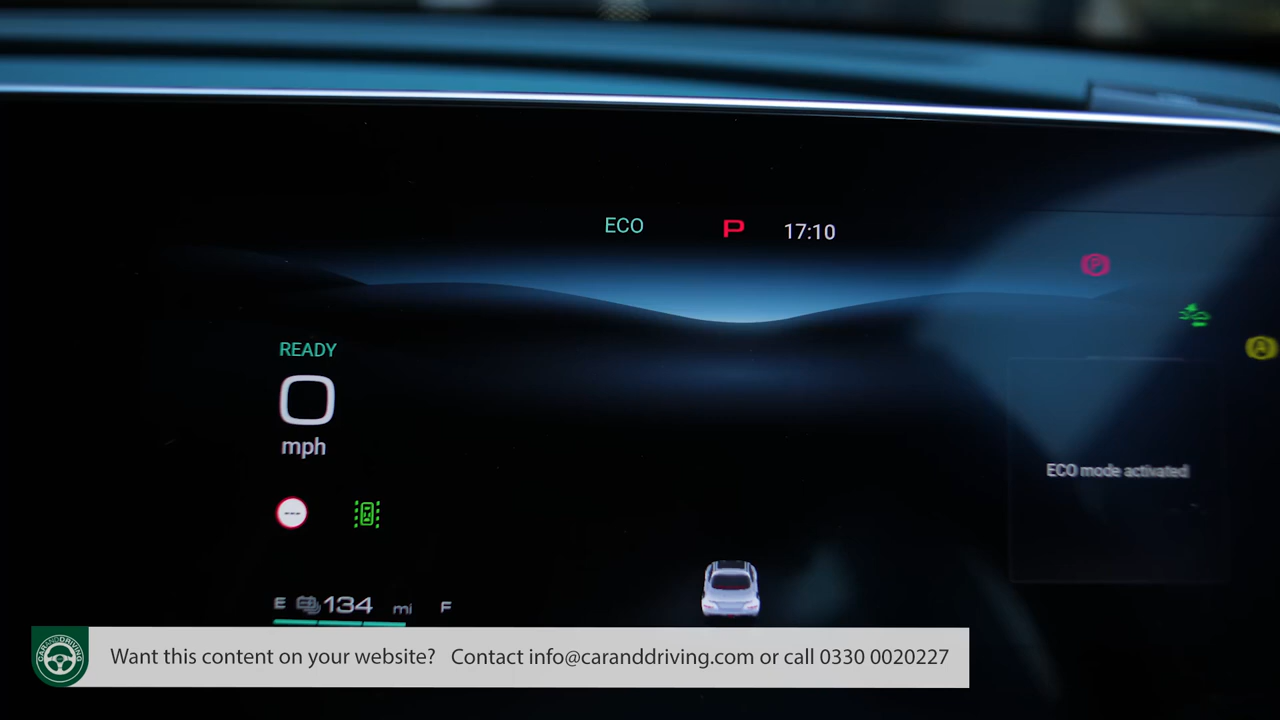 ECO P 17:10
P
READY
0
mph
---
ECO mode activated
E 134 mi F
CARANDDRIVING
Want this content on your website? Contact info@caranddriving.com or call 0330 0020227